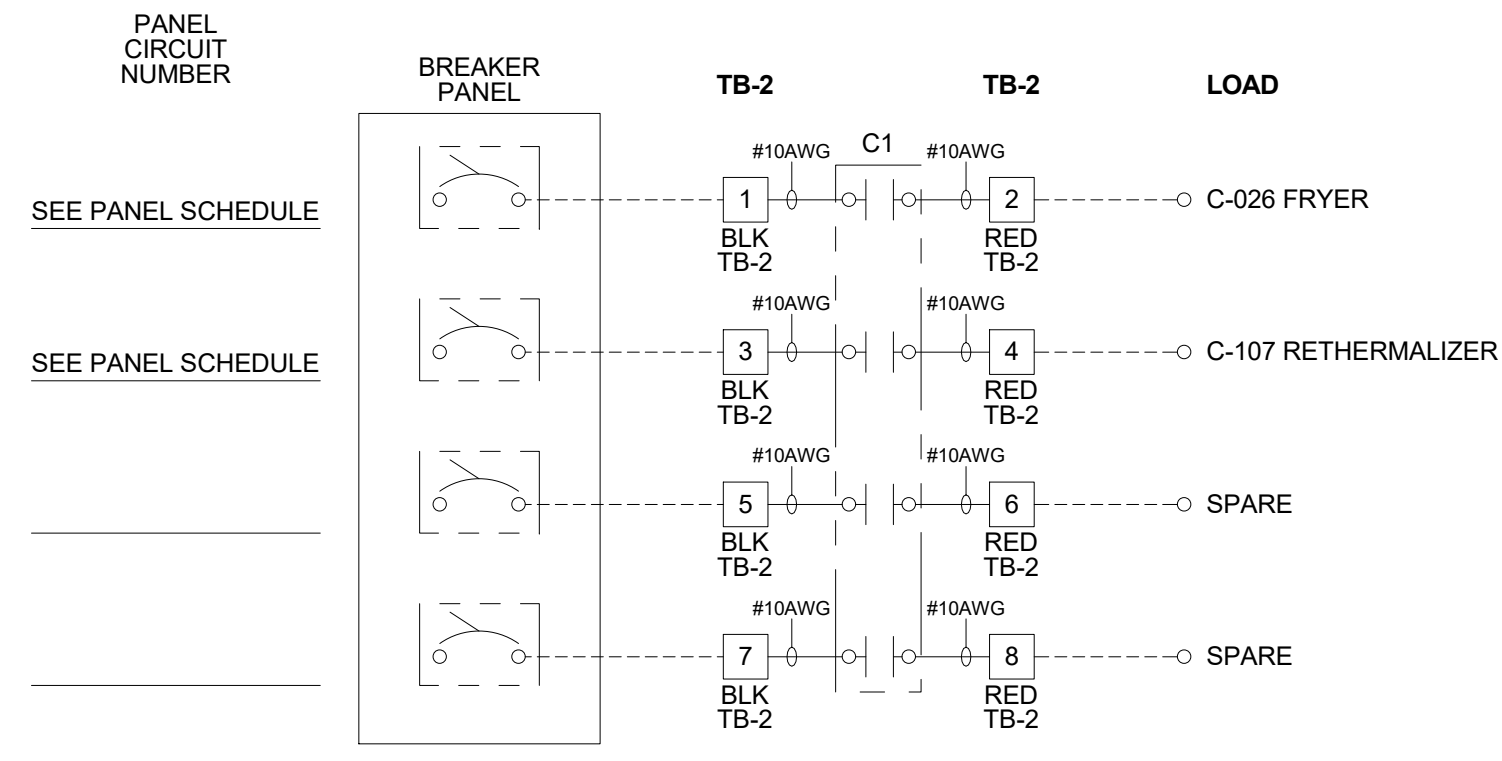 PANEL
CIRCUIT
NUMBER
BREAKER
PANEL
TB-2
TB-2
LOAD
#10AWG
C1
#10AWG
SEE PANEL SCHEDULE
1
2
C-026 FRYER
BLK
TB-2
RED
TB-2
#10AWG
#10AWG
SEE PANEL SCHEDULE
3
4
C-107 RETHERMALIZER
BLK
TB-2
RED
TB-2
#10AWG
#10AWG
5
6
SPARE
BLK
TB-2
RED
TB-2
#10AWG
#10AWG
7
8
SPARE
BLK
TB-2
RED
TB-2